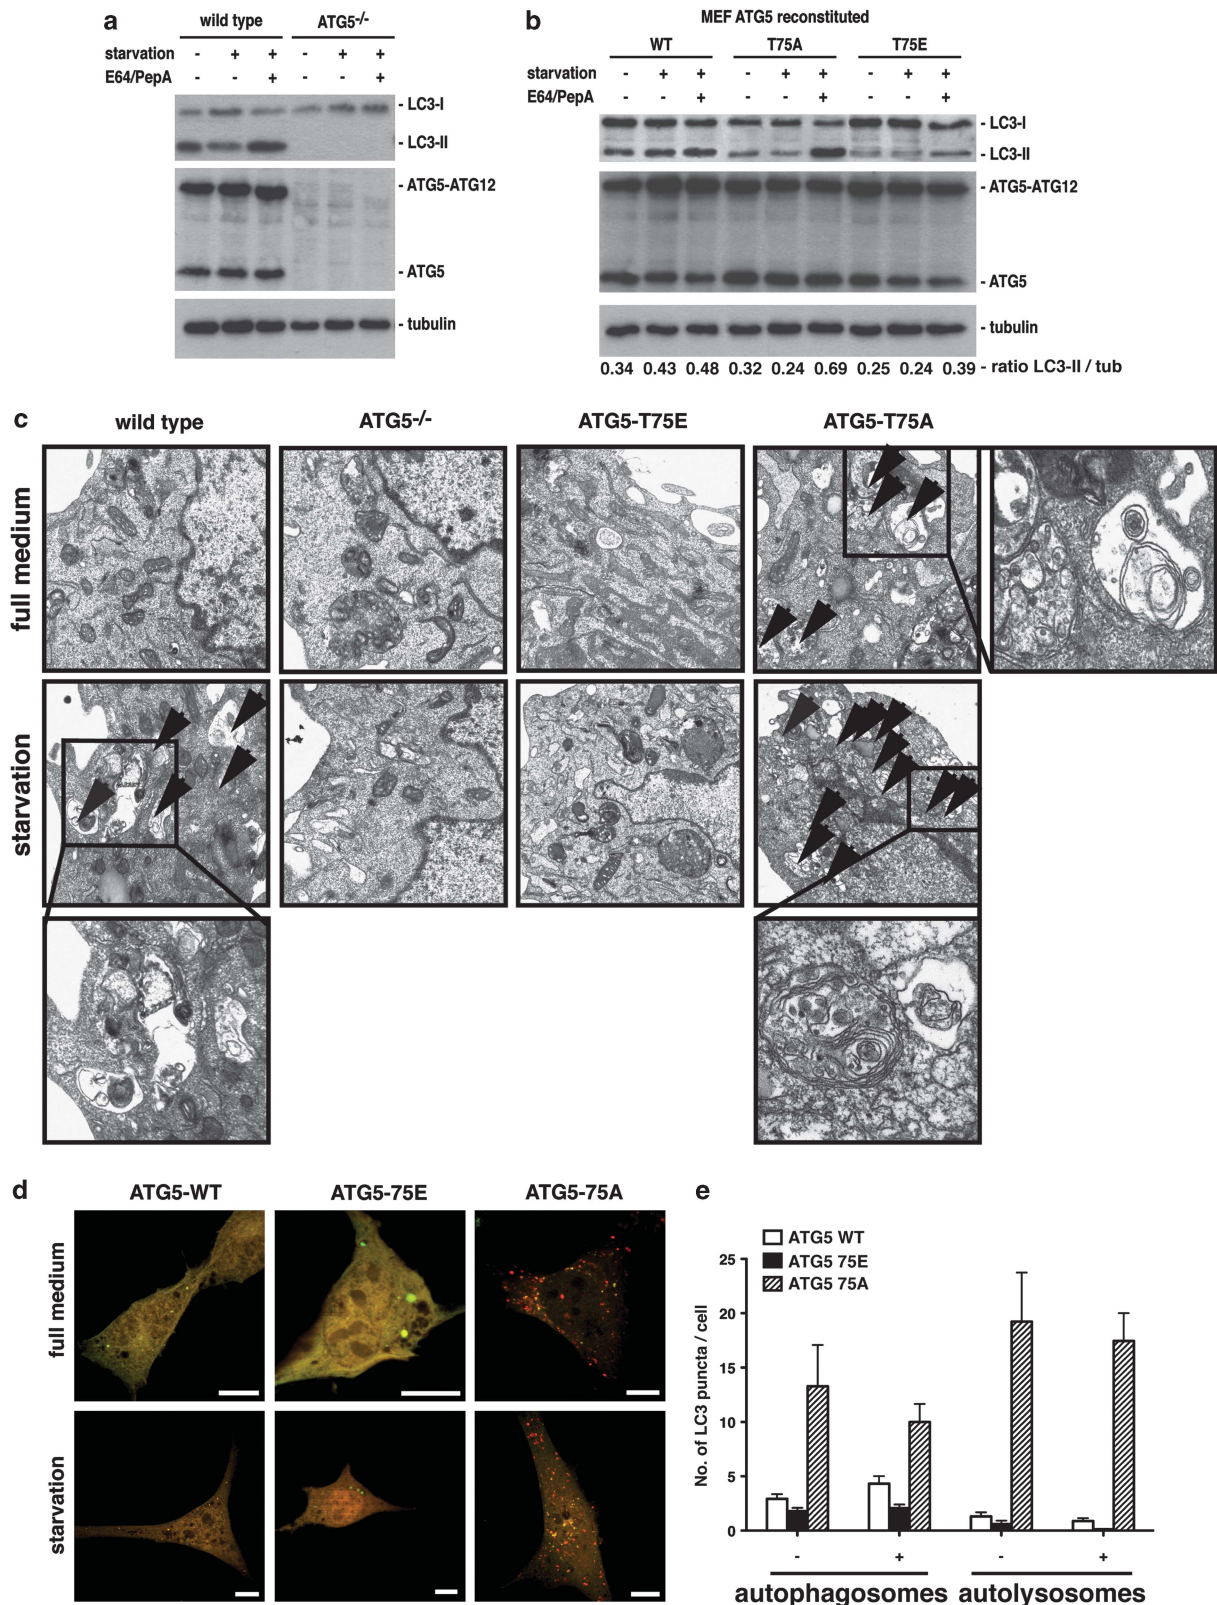 a
wild type ATG5-/-
starvation - + + - + +
E64/PepA - - + - - +
- LC3-I
- LC3-II
- ATG5-ATG12
- ATG5
- tubulin
b
MEF ATG5 reconstituted
WT T75A T75E
starvation - + + - + + - + +
E64/PepA - - + - - + - - +
- LC3-I
- LC3-II
- ATG5-ATG12
- ATG5
- tubulin
0.34 0.43 0.48 0.32 0.24 0.69 0.25 0.24 0.39 - ratio LC3-II / tub
c
wild type ATG5-/- ATG5-T75E ATG5-T75A
full medium
starvation
d
ATG5-WT ATG5-75E ATG5-75A
full medium
starvation
e
ATG5 WT
ATG5 75E
ATG5 75A
No. of LC3 puncta / cell
25
20
15
10
5
0
- + - +
autophagosomes autolysosomes